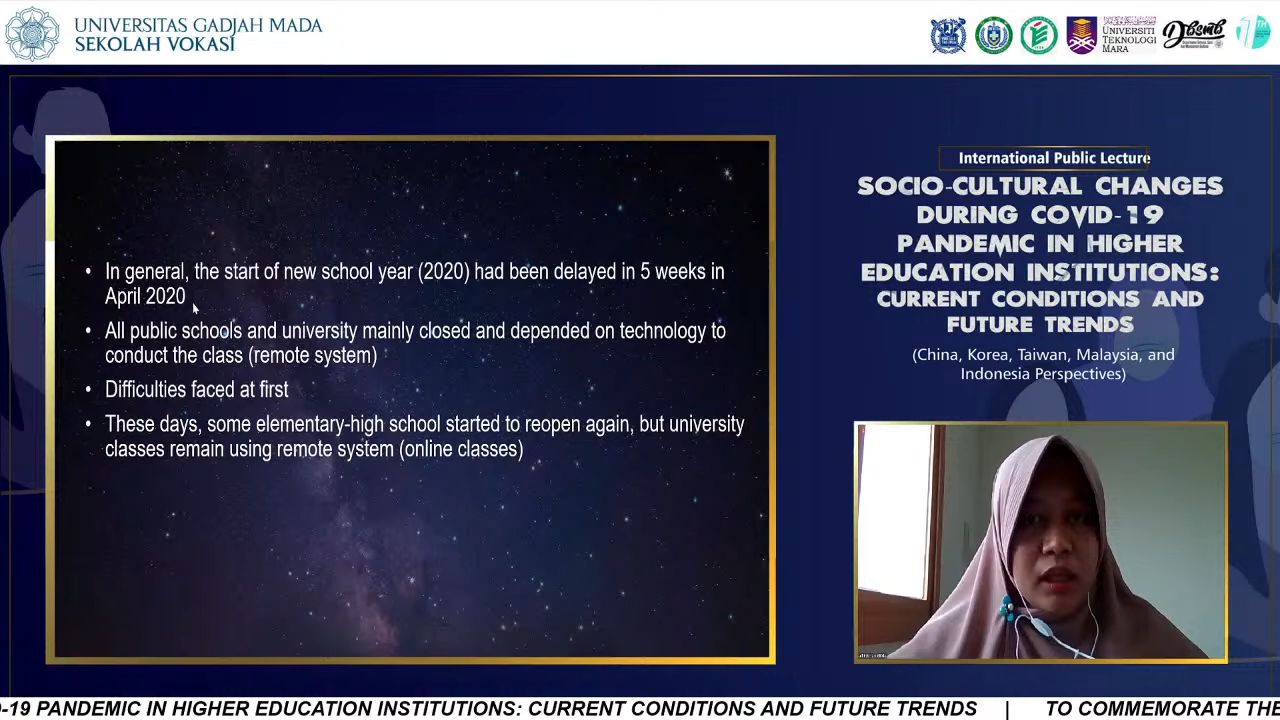 UNIVERSITAS GADJAH MADA
SEKOLAH VOKASI
UNIVERSITI
TEKNOLOGI
MARA
International Public Lecture
SOCIO-CULTURAL CHANGES
DURING COVID-19
PANDEMIC IN HIGHER
EDUCATION INSTITUTIONS:
CURRENT CONDITIONS AND
FUTURE TRENDS
(China, Korea, Taiwan, Malaysia, and
Indonesia Perspectives)
• In general, the start of new school year (2020) had been delayed in 5 weeks in
April 2020
• All public schools and university mainly closed and depended on technology to
conduct the class (remote system)
• Difficulties faced at first
• These days, some elementary-high school started to reopen again, but university
classes remain using remote system (online classes)
-19 PANDEMIC IN HIGHER EDUCATION INSTITUTIONS: CURRENT CONDITIONS AND FUTURE TRENDS | TO COMMEMORATE THE